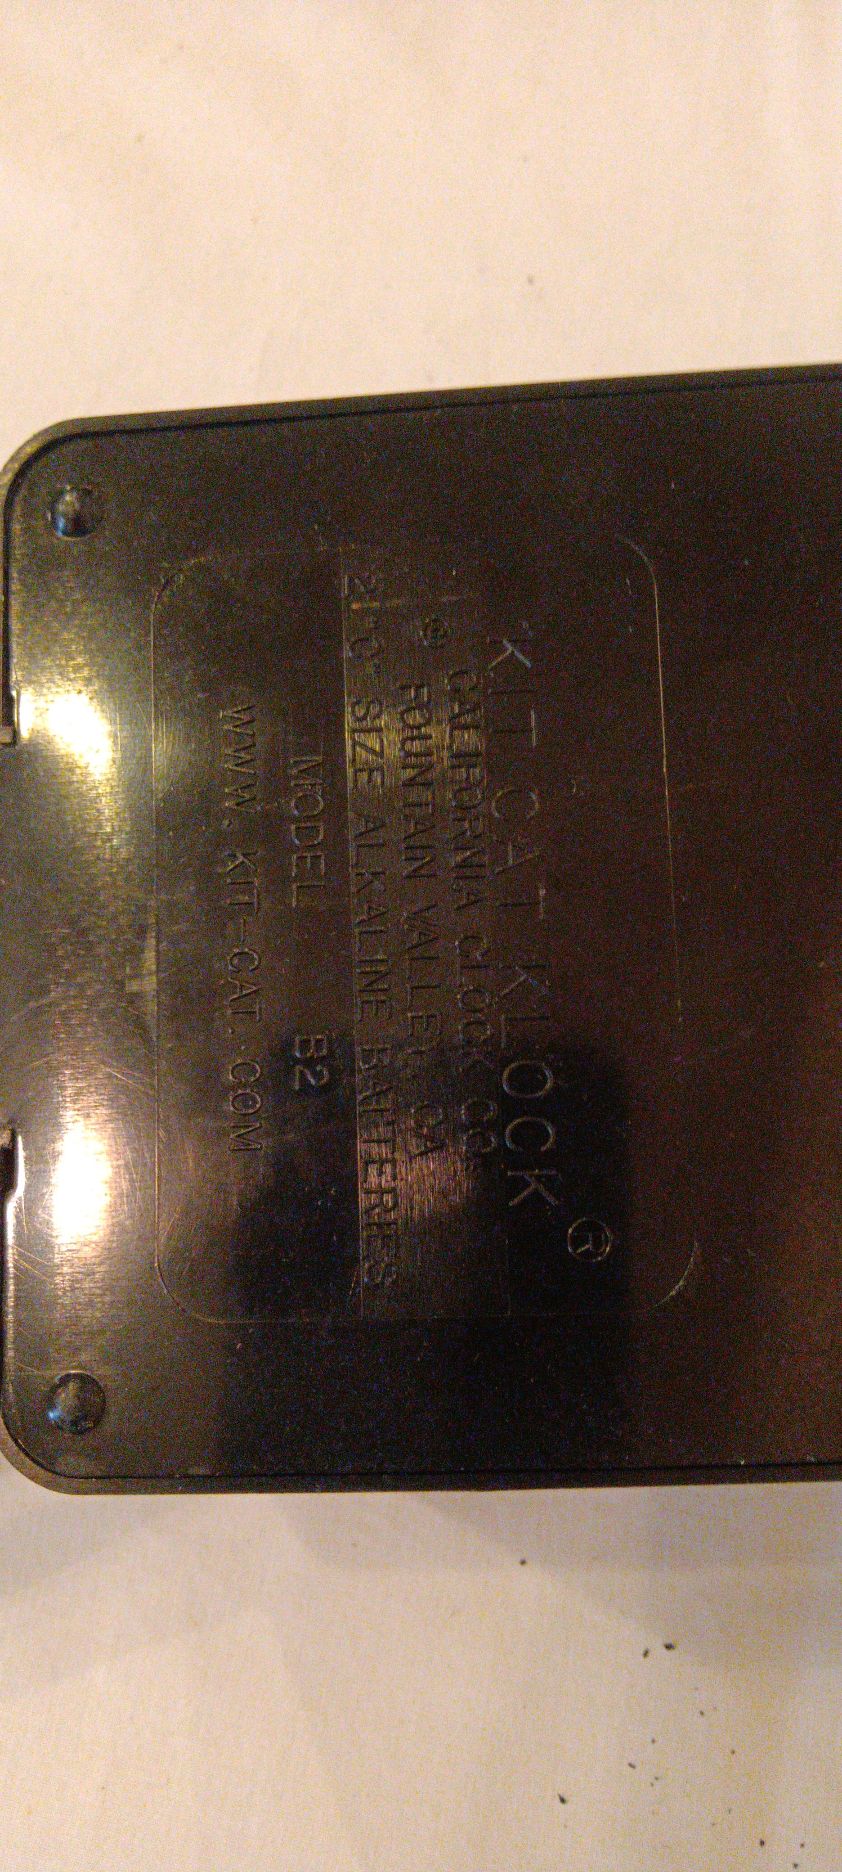 KIT CAT KLOCK ®
CALIFORNIA CLOCK CO.
© FOUNTAIN VALLEY, CA
2 "C" SIZE ALKALINE BATTERIES
MODEL B2
WWW.KIT-CAT.COM